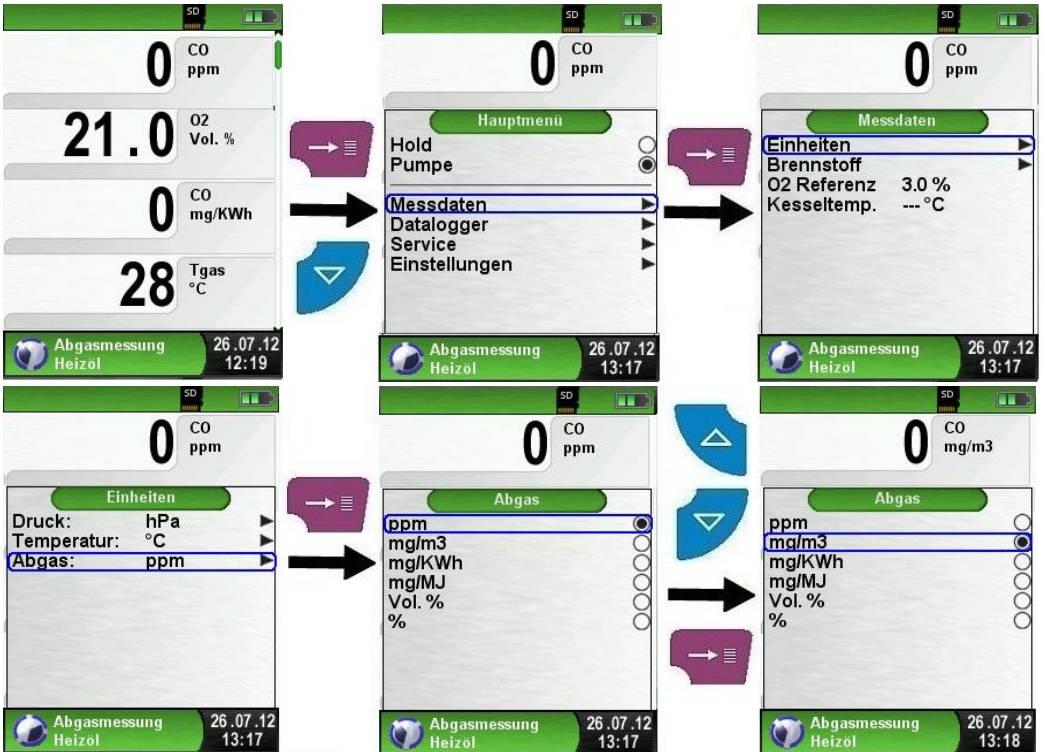 SD
0 CO
ppm
21.0 O2
Vol. %
0 CO
mg/KWh
28 Tgas
°C
Abgasmessung 26.07.12
Heizöl 12:19
SD
0 CO
ppm
Hauptmenü
Hold
Pumpe
Messdaten
Datalogger
Service
Einstellungen
Abgasmessung 26.07.12
Heizöl 13:17
SD
0 CO
ppm
Messdaten
Einheiten
Brennstoff
O2 Referenz 3.0 %
Kesseltemp. --- °C
Abgasmessung 26.07.12
Heizöl 13:17
SD
0 CO
ppm
Einheiten
Druck: hPa
Temperatur: °C
Abgas: ppm
Abgasmessung 26.07.12
Heizöl 13:17
SD
0 CO
ppm
Abgas
ppm
mg/m3
mg/KWh
mg/MJ
Vol. %
%
Abgasmessung 26.07.12
Heizöl 13:17
SD
0 CO
mg/m3
Abgas
ppm
mg/m3
mg/KWh
mg/MJ
Vol. %
%
Abgasmessung 26.07.12
Heizöl 13:18